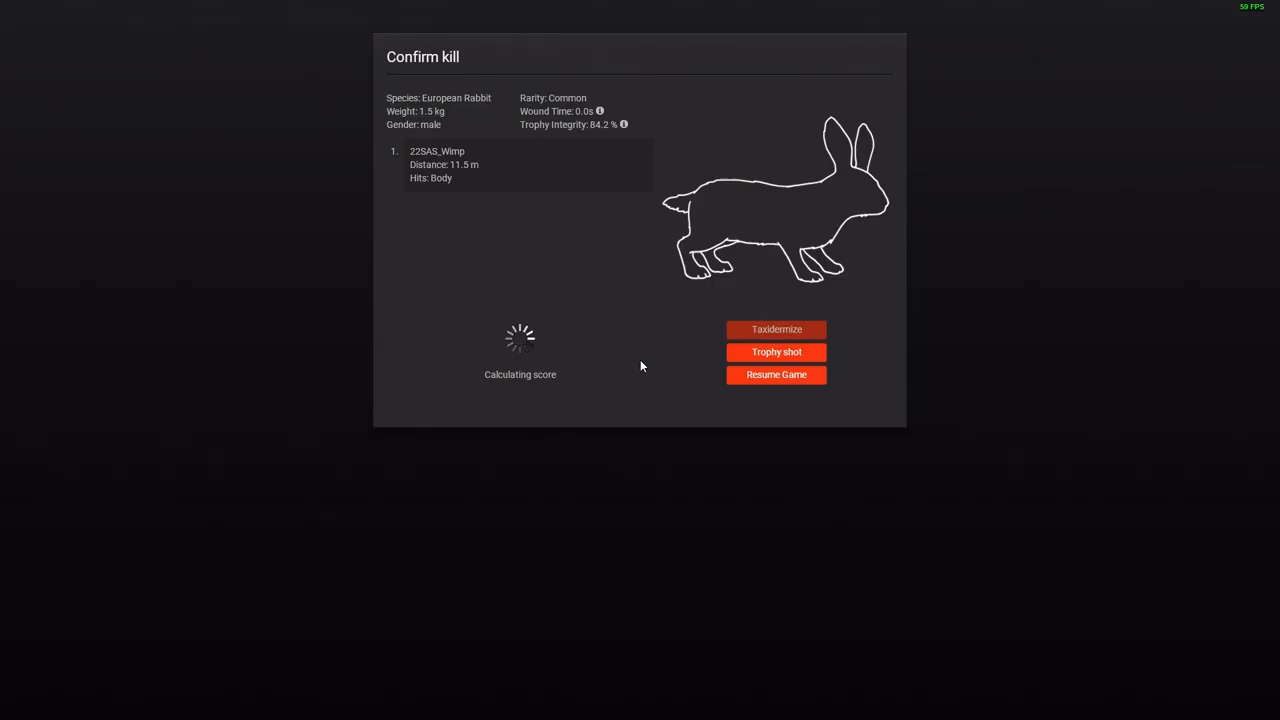 59 FPS
Confirm kill
Species: European Rabbit
Weight: 1.5 kg
Gender: male
Rarity: Common
Wound Time: 0.0s
Trophy Integrity: 84.2 %
1. 22SAS_Wimp
Distance: 11.5 m
Hits: Body
Calculating score
Taxidermize
Trophy shot
Resume Game